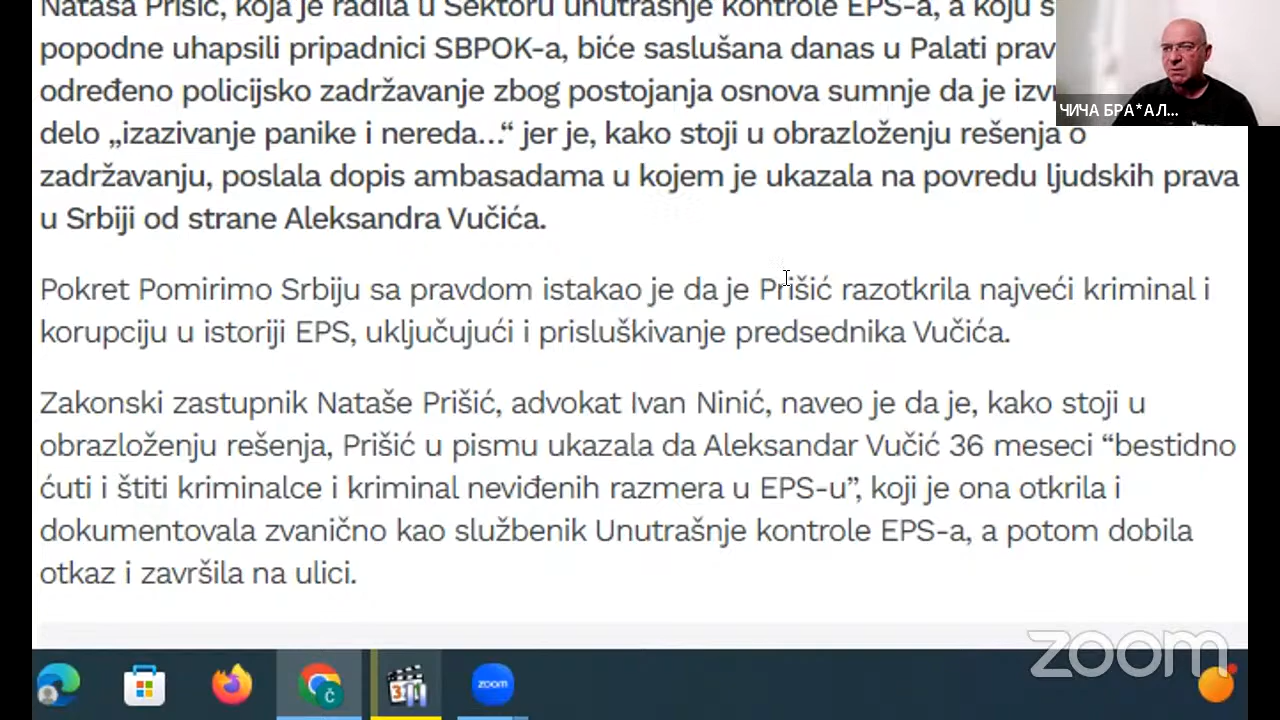 Nataša Prišić, koja je radila u Sektoru unutrašnje kontrole EPS-a, a koju s
popodne uhapsili pripadnici SBPOK-a, biće saslušana danas u Palati prav
određeno policijsko zadržavanje zbog postojanja osnova sumnje da je izvr
ЧИЧА БРА*АЛ...
delo „izazivanje panike i nereda...“ jer je, kako stoji u obrazloženju rešenja o
zadržavanju, poslala dopis ambasadama u kojem je ukazala na povredu ljudskih prava
u Srbiji od strane Aleksandra Vučića.
Pokret Pomirimo Srbiju sa pravdom istakao je da je Prišić razotkrila najveći kriminal i
korupciju u istoriji EPS, uključujući i prisluškivanje predsednika Vučića.
Zakonski zastupnik Nataše Prišić, advokat Ivan Ninić, naveo je da je, kako stoji u
obrazloženju rešenja, Prišić u pismu ukazala da Aleksandar Vučić 36 meseci “bestidno
ćuti i štiti kriminalce i kriminal neviđenih razmera u EPS-u”, koji je ona otkrila i
dokumentovala zvanično kao službenik Unutrašnje kontrole EPS-a, a potom dobila
otkaz i završila na ulici.
zoom
zoom